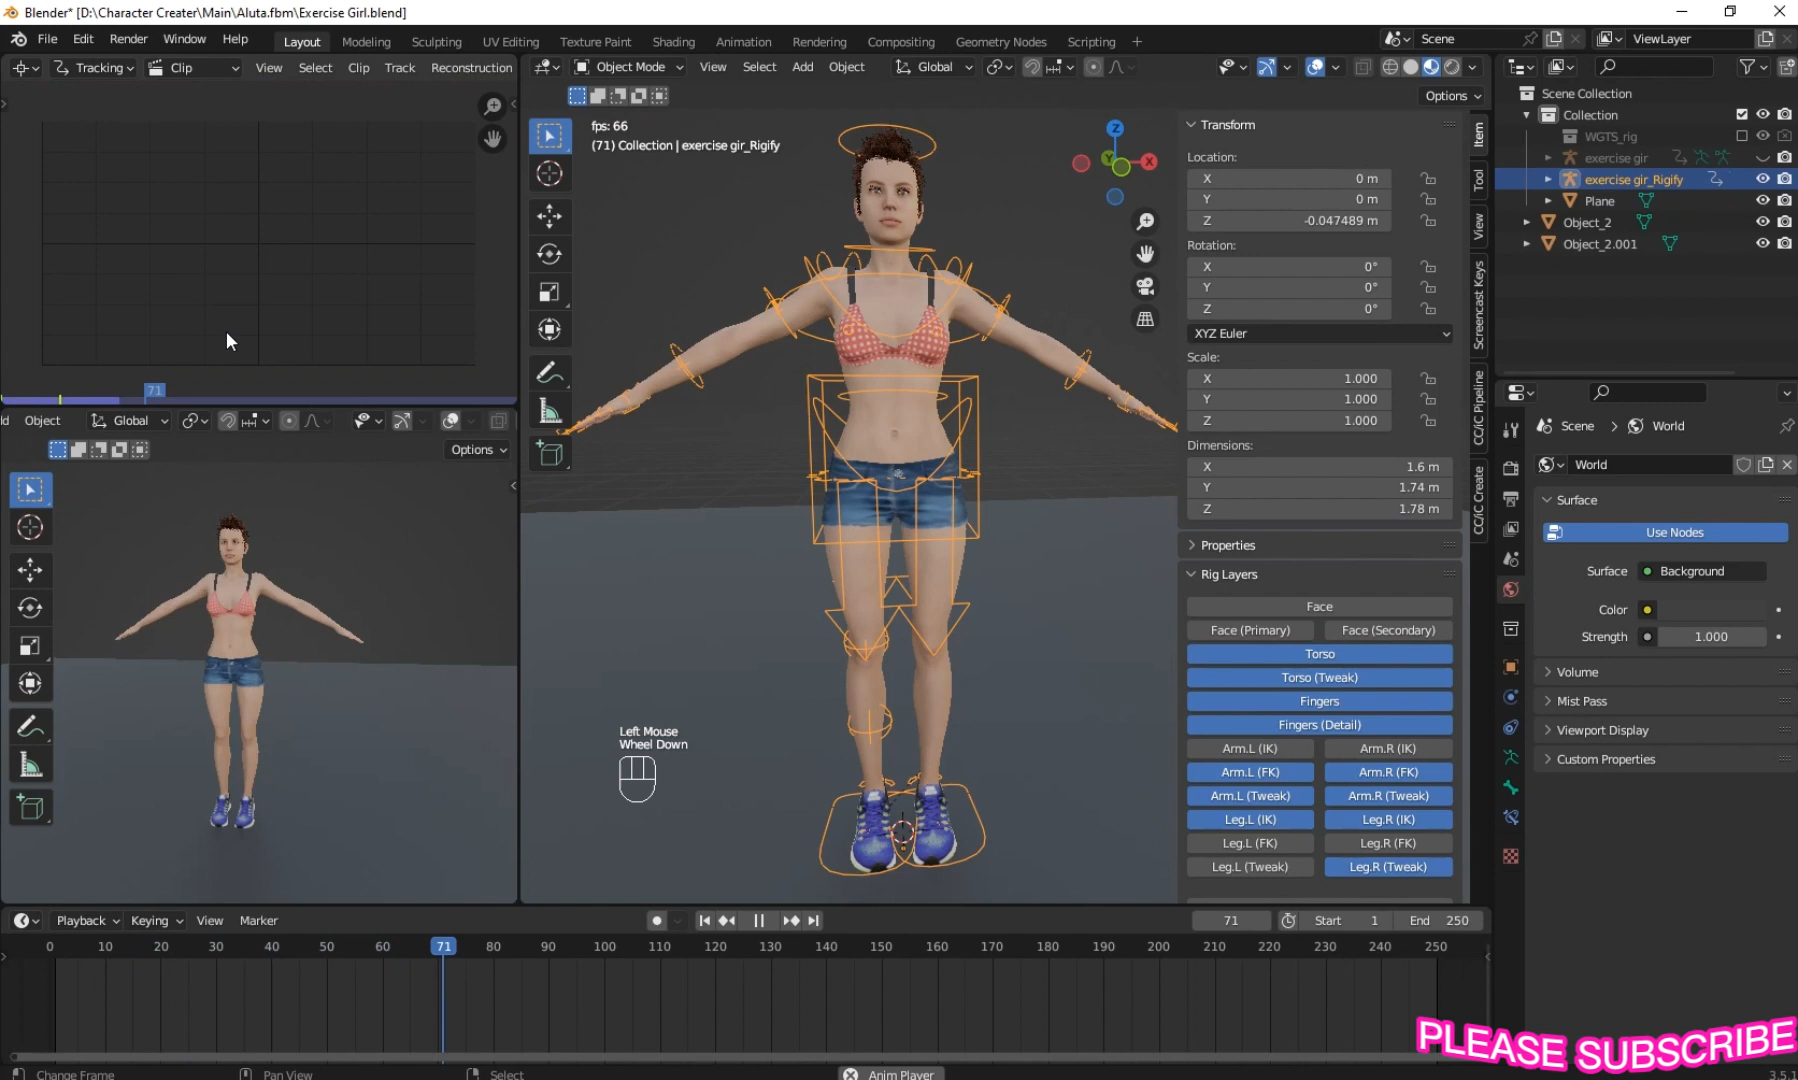 Blender* [D:\Character Creater\Main\Aluta.fbm\Exercise Girl.blend]
File Edit Render Window Help Layout Modeling Sculpting UV Editing Texture Paint Shading Animation Rendering Compositing Geometry Nodes Scripting + Scene ViewLayer
Tracking Clip View Select Clip Track Reconstruction
Object Mode View Select Add Object Global
Options
fps: 66
(71) Collection | exercise gir_Rigify
Z
Y
X
71
d Object Global
Options
Left Mouse
Wheel Down
Transform
Location:
X 0 m
Y 0 m
Z -0.047489 m
Rotation:
X 0°
Y 0°
Z 0°
XYZ Euler
Scale:
X 1.000
Y 1.000
Z 1.000
Dimensions:
X 1.6 m
Y 1.74 m
Z 1.78 m
Properties
Rig Layers
Face
Face (Primary) Face (Secondary)
Torso
Torso (Tweak)
Fingers
Fingers (Detail)
Arm.L (IK) Arm.R (IK)
Arm.L (FK) Arm.R (FK)
Arm.L (Tweak) Arm.R (Tweak)
Leg.L (IK) Leg.R (IK)
Leg.L (FK) Leg.R (FK)
Leg.L (Tweak) Leg.R (Tweak)
Item
Tool
View
Screencast Keys
CC/iC Pipeline
CC/iC Create
Scene Collection
Collection
WGTS_rig
exercise gir
exercise gir_Rigify
Plane
Object_2
Object_2.001
Scene > World
World
Surface
Use Nodes
Surface Background
Color
Strength 1.000
Volume
Mist Pass
Viewport Display
Custom Properties
Playback Keying View Marker 71 Start 1 End 250
0 10 20 30 40 50 60 71 80 90 100 110 120 130 140 150 160 170 180 190 200 210 220 230 240 250
PLEASE SUBSCRIBE
Change Frame Pan View Select Anim Player 3.5.1